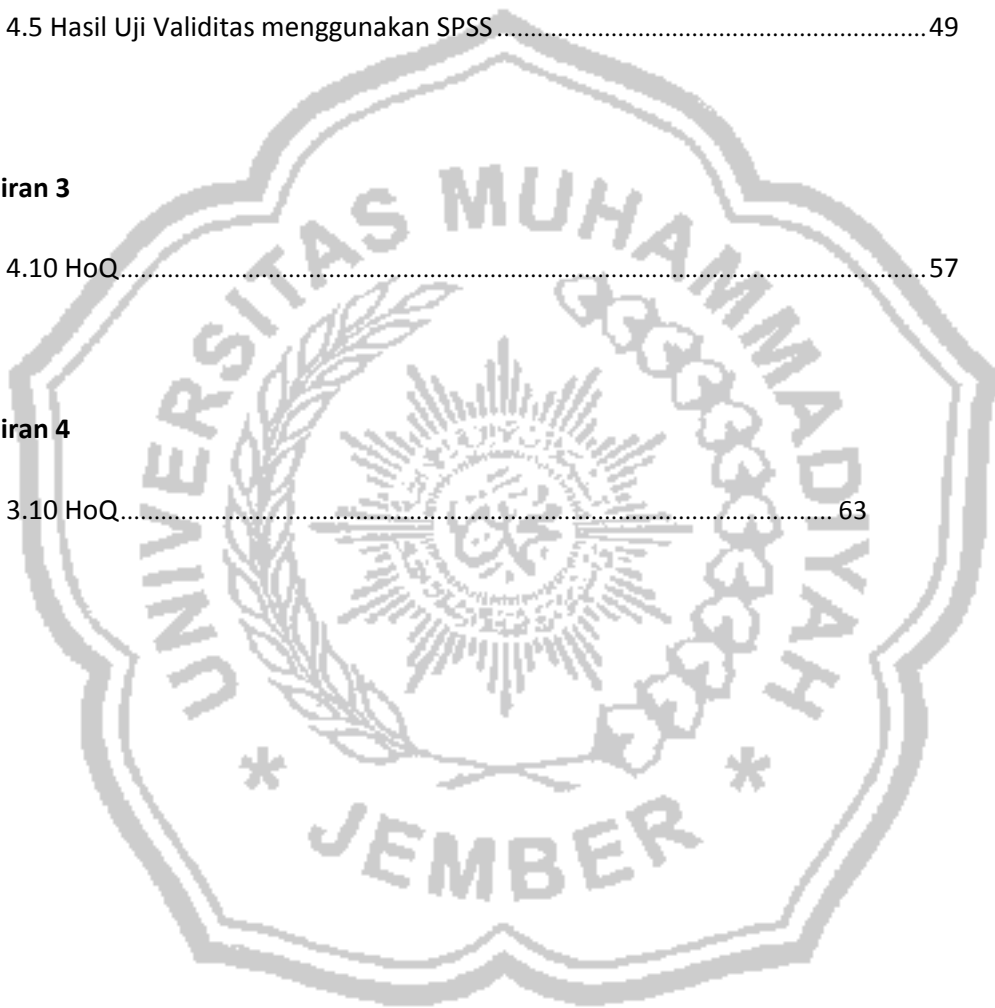 4.5 Hasil Uji Validitas menggunakan SPSS........................................................................49
iran 3
4.10 HoQ........................................................................................................................57
iran 4
3.10 HoQ............................................................................................................ 63
UNIVERSITAS MUHAMMADIYAH
* JEMBER *